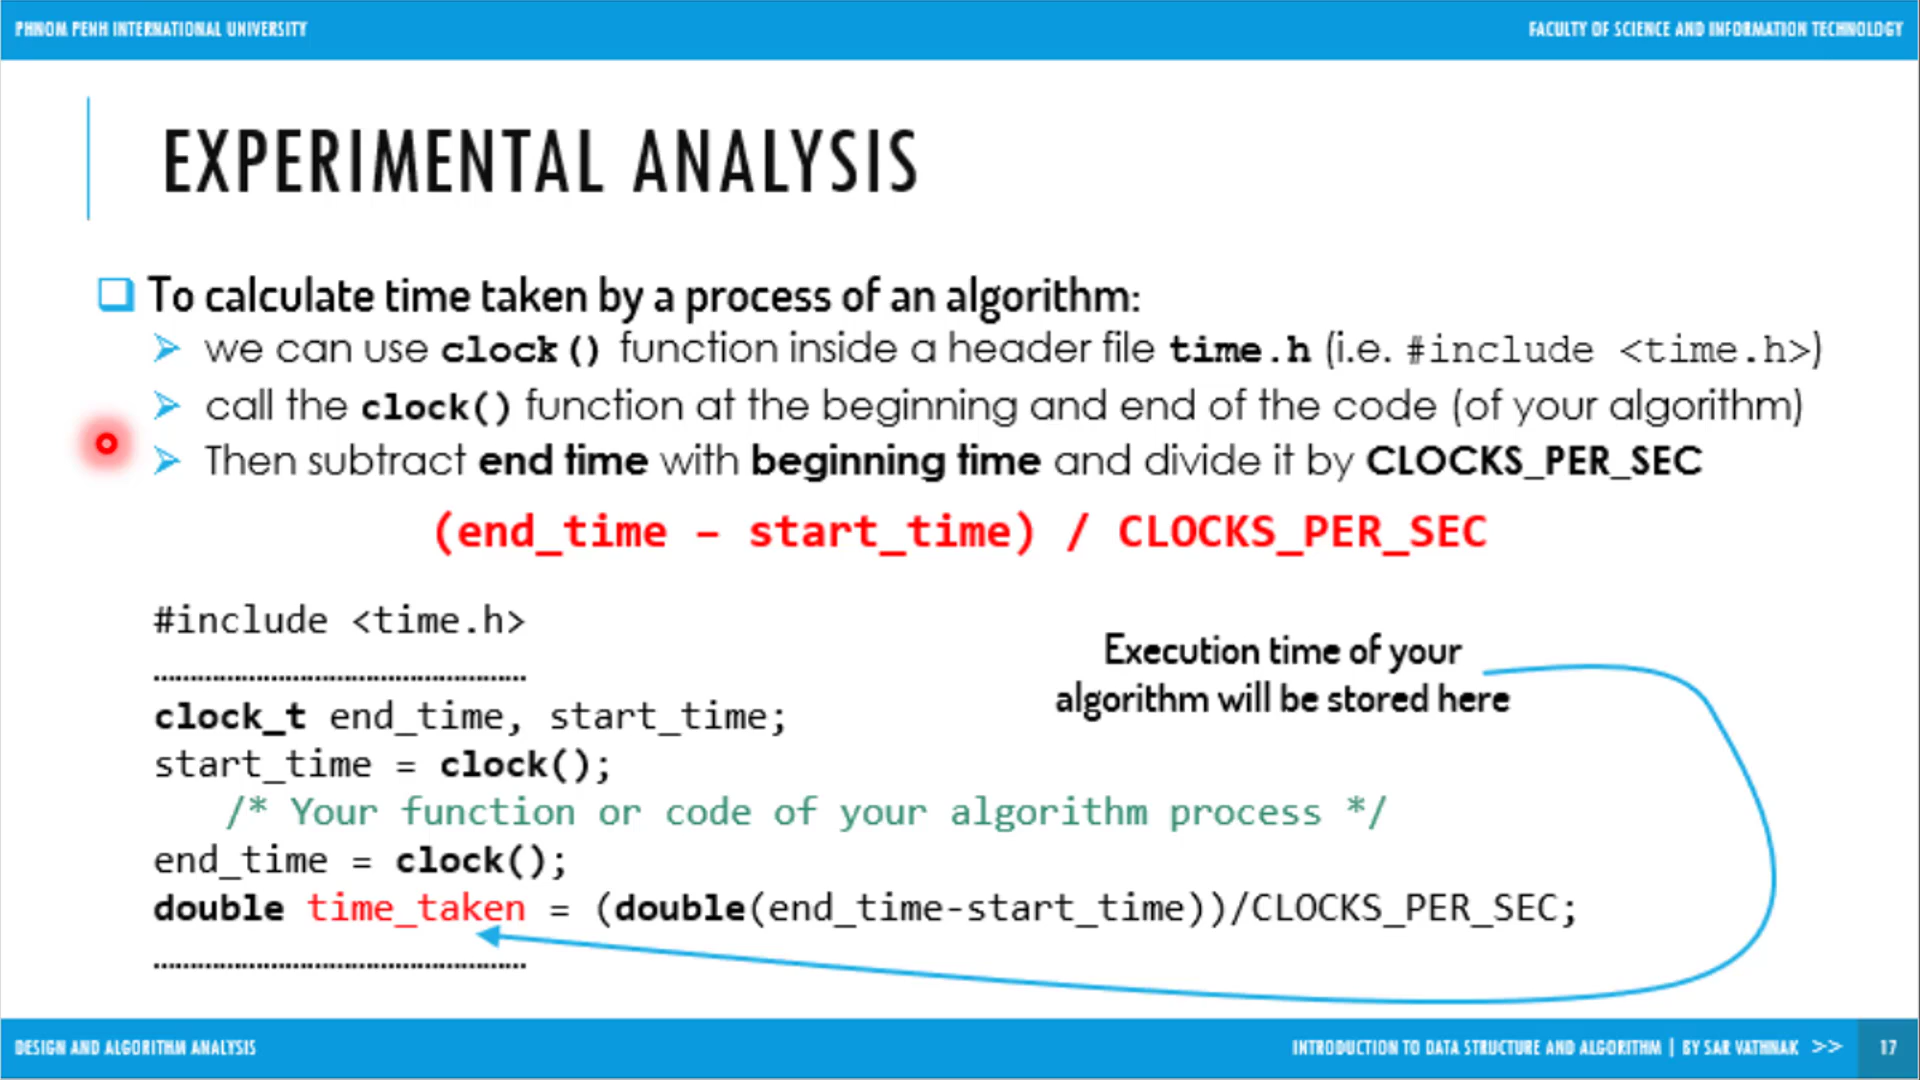 PHNOM PENH INTERNATIONAL UNIVERSITY
FACULTY OF SCIENCE AND INFORMATION TECHNOLOGY
EXPERIMENTAL ANALYSIS
To calculate time taken by a process of an algorithm:
we can use clock() function inside a header file time.h (i.e. #include <time.h>)
call the clock() function at the beginning and end of the code (of your algorithm)
Then subtract end time with beginning time and divide it by CLOCKS_PER_SEC
(end_time – start_time) / CLOCKS_PER_SEC
#include <time.h>
……………………………………………
clock_t end_time, start_time;
start_time = clock();
/* Your function or code of your algorithm process */
end_time = clock();
double time_taken = (double(end_time-start_time))/CLOCKS_PER_SEC;
……………………………………………
Execution time of your
algorithm will be stored here
DESIGN AND ALGORITHM ANALYSIS
INTRODUCTION TO DATA STRUCTURE AND ALGORITHM | BY SAR VATHNAK >> 17